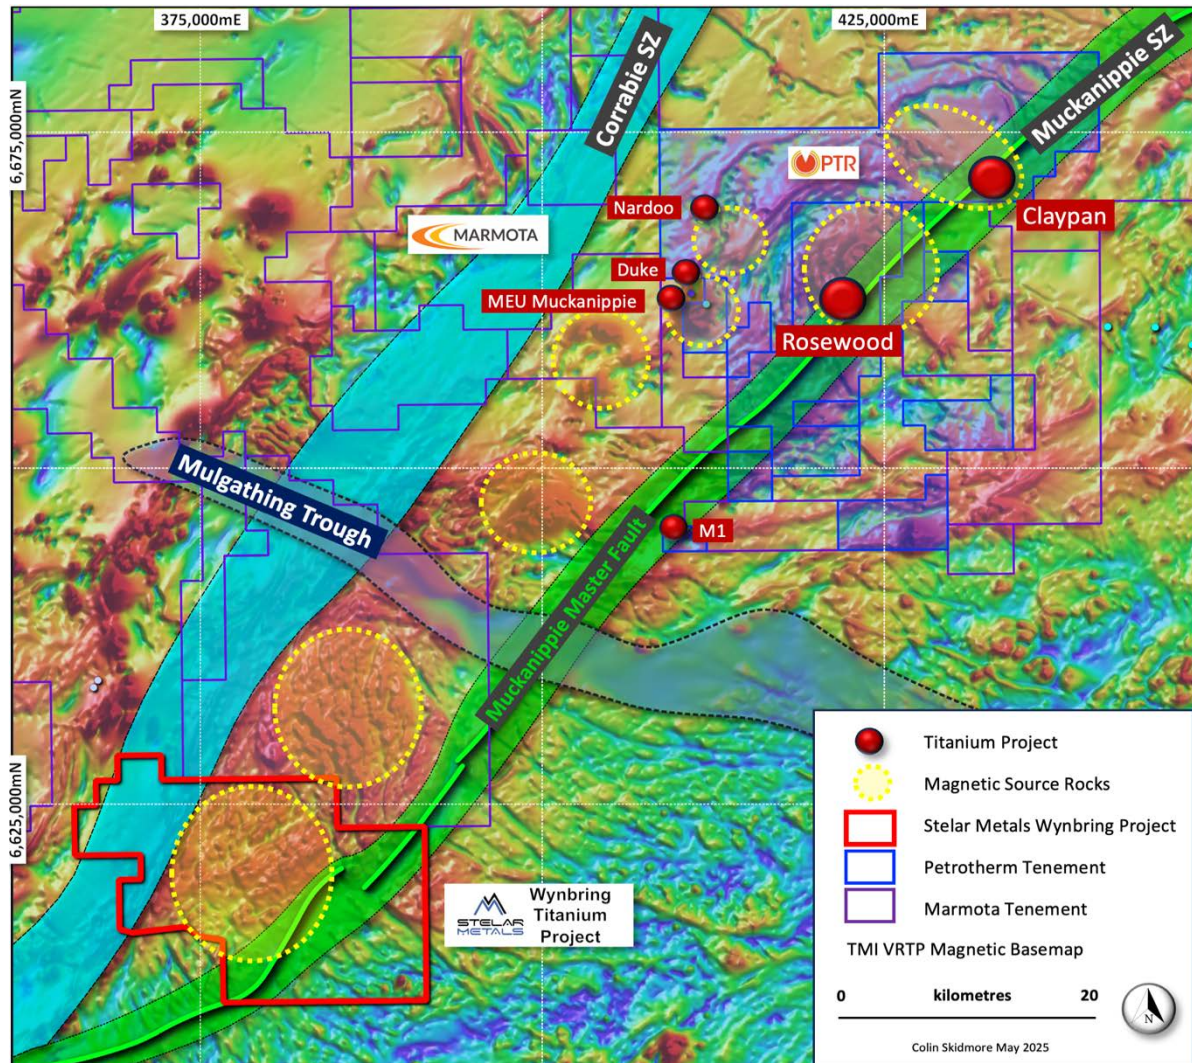 375,000mE
425,000mE
Corrabie SZ
Muckanippie SZ
6,675,000mN
PTR
Nardoo
Claypan
MARMOTA
Duke
MEU Muckanippie
Rosewood
Mulgathing Trough
M1
Muckanippie Master Fault
6,625,000mN
STELAR
METALS
Wynbring
Titanium
Project
Titanium Project
Magnetic Source Rocks
Stelar Metals Wynbring Project
Petrotherm Tenement
Marmota Tenement
TMI VRTP Magnetic Basemap
0 kilometres 20
N
Colin Skidmore May 2025